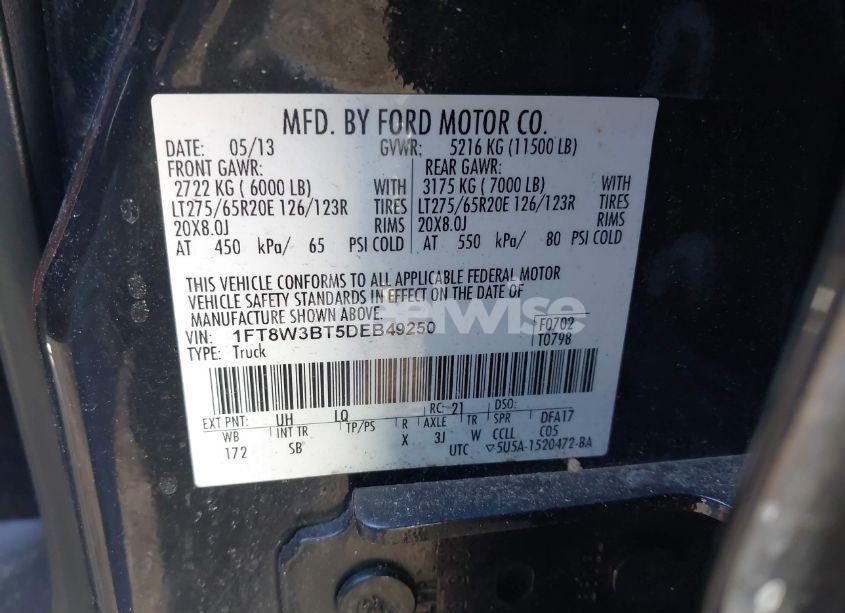 MFD. BY FORD MOTOR CO.
DATE: 05/13 GVWR: 5216 KG (11500 LB)
FRONT GAWR: REAR GAWR:
2722 KG ( 6000 LB) WITH 3175 KG ( 7000 LB) WITH
LT275/65R20E 126/123R TIRES LT275/65R20E 126/123R TIRES
20X8.0J RIMS 20X8.0J RIMS
AT 450 kPa/ 65 PSI COLD AT 550 kPa/ 80 PSI COLD
THIS VEHICLE CONFORMS TO ALL APPLICABLE FEDERAL MOTOR
VEHICLE SAFETY STANDARDS IN EFFECT ON THE DATE OF
MANUFACTURE SHOWN ABOVE.
VIN: 1FT8W3BT5DEB49250 F0702
TYPE: Truck T0798
EXT PNT: UH LQ RC: 21 DSO:
WB INT TR TP/PS R AXLE TR SPR DFA17
172 SB X 3J W CCLL C05
UTC ▽5U5A-1520472-BA